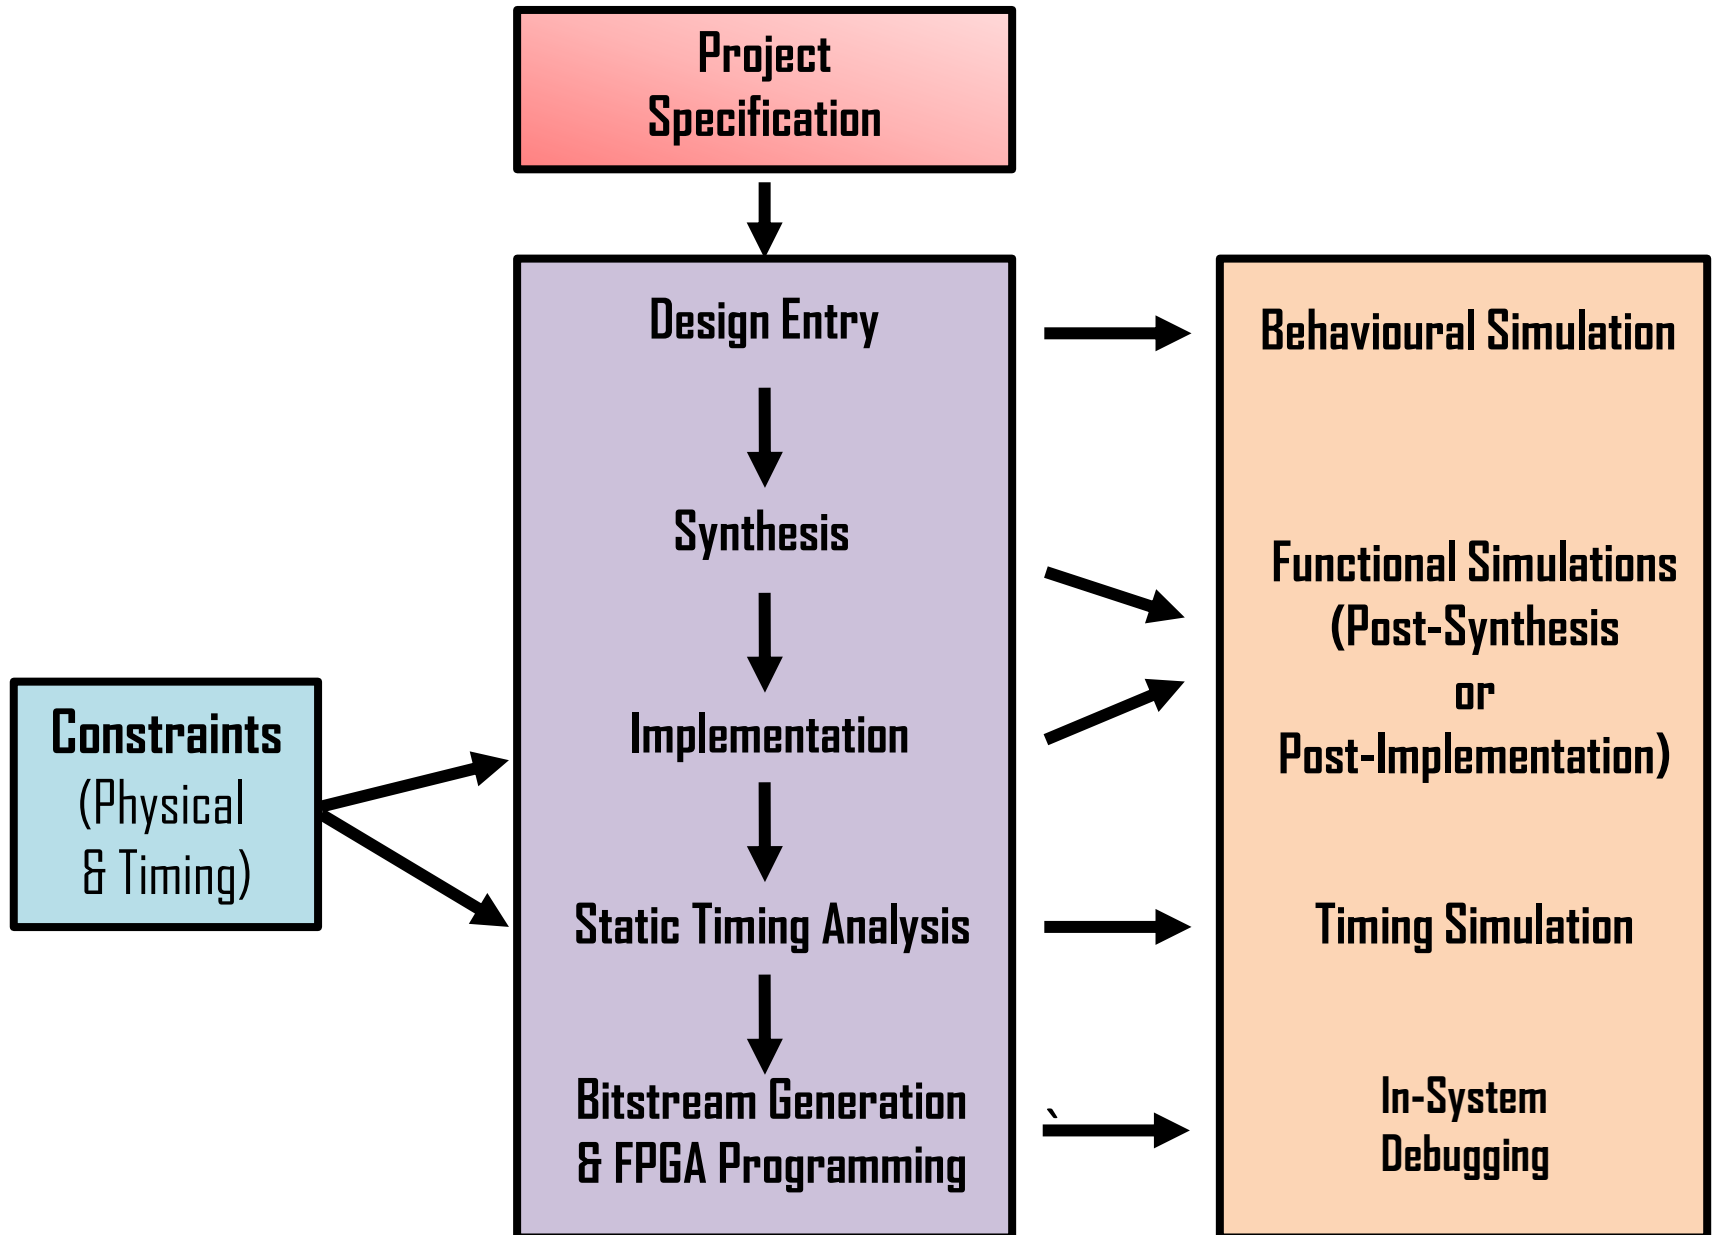 Project
Specification
Design Entry
Behavioural Simulation
Synthesis
Functional Simulations
(Post-Synthesis
or
Post-Implementation)
Implementation
Constraints
(Physical
& Timing)
Static Timing Analysis
Timing Simulation
Bitstream Generation
& FPGA Programming
`
In-System
Debugging